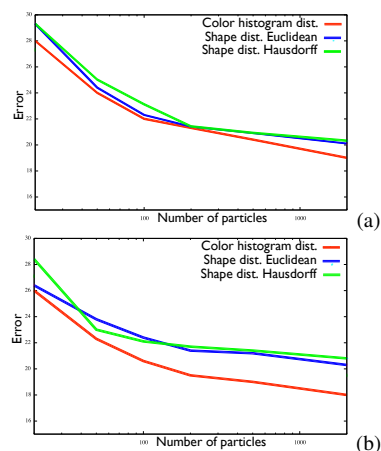 30
Color histogram dist.
Shape dist. Euclidean
28
Shape dist. Hausdorff
26
24
Error
22
20
18
16
100
1000
Number of particles
(a)
30
Color histogram dist.
Shape dist. Euclidean
28
Shape dist. Hausdorff
26
24
Error
22
20
18
16
100
1000
Number of particles
(b)